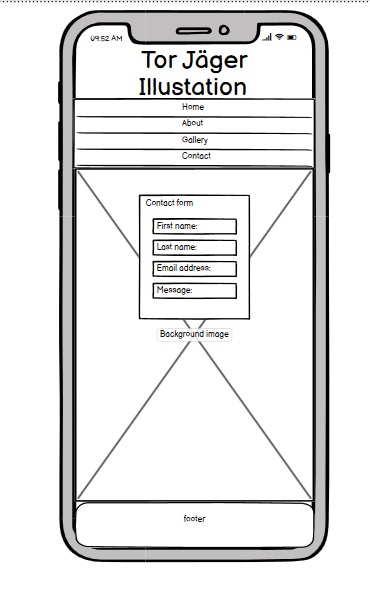 09:52 AM
Tor Jäger
Illustation
Home
About
Gallery
Contact
Contact form
First name:
Last name:
Email address:
Message:
Background image
footer